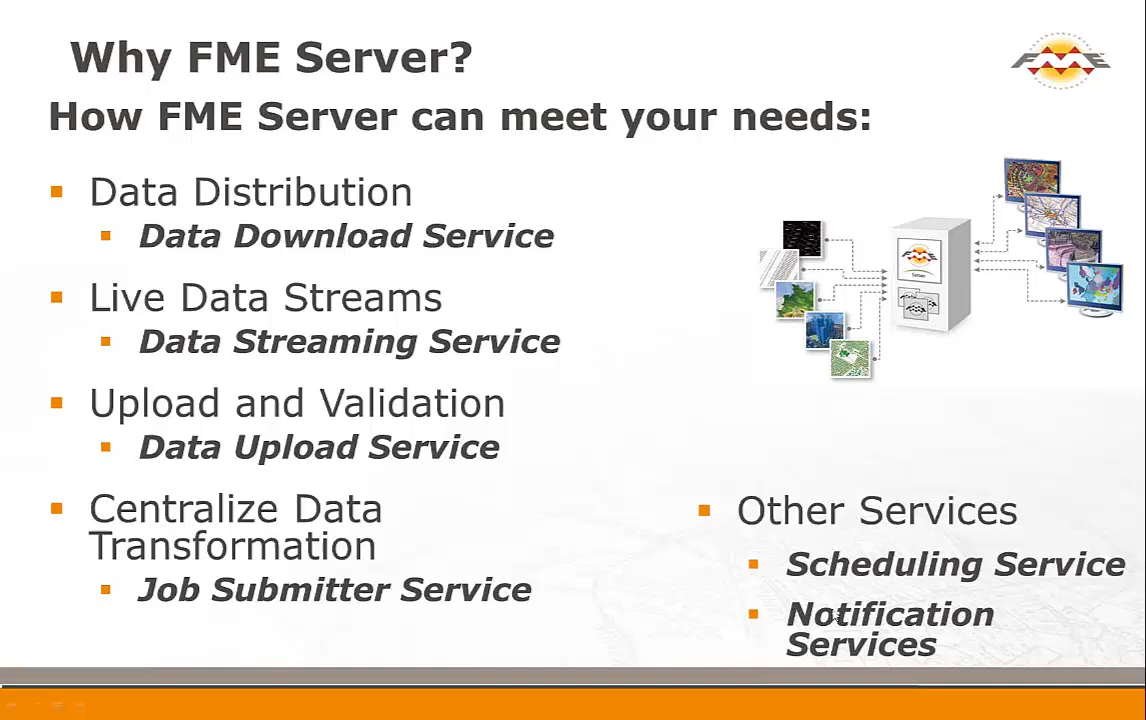 Why FME Server?
FME
How FME Server can meet your needs:
Data Distribution
Data Download Service
Live Data Streams
Data Streaming Service
Upload and Validation
Data Upload Service
Centralize Data
Transformation
Job Submitter Service
Server
Other Services
Scheduling Service
Notification
Services